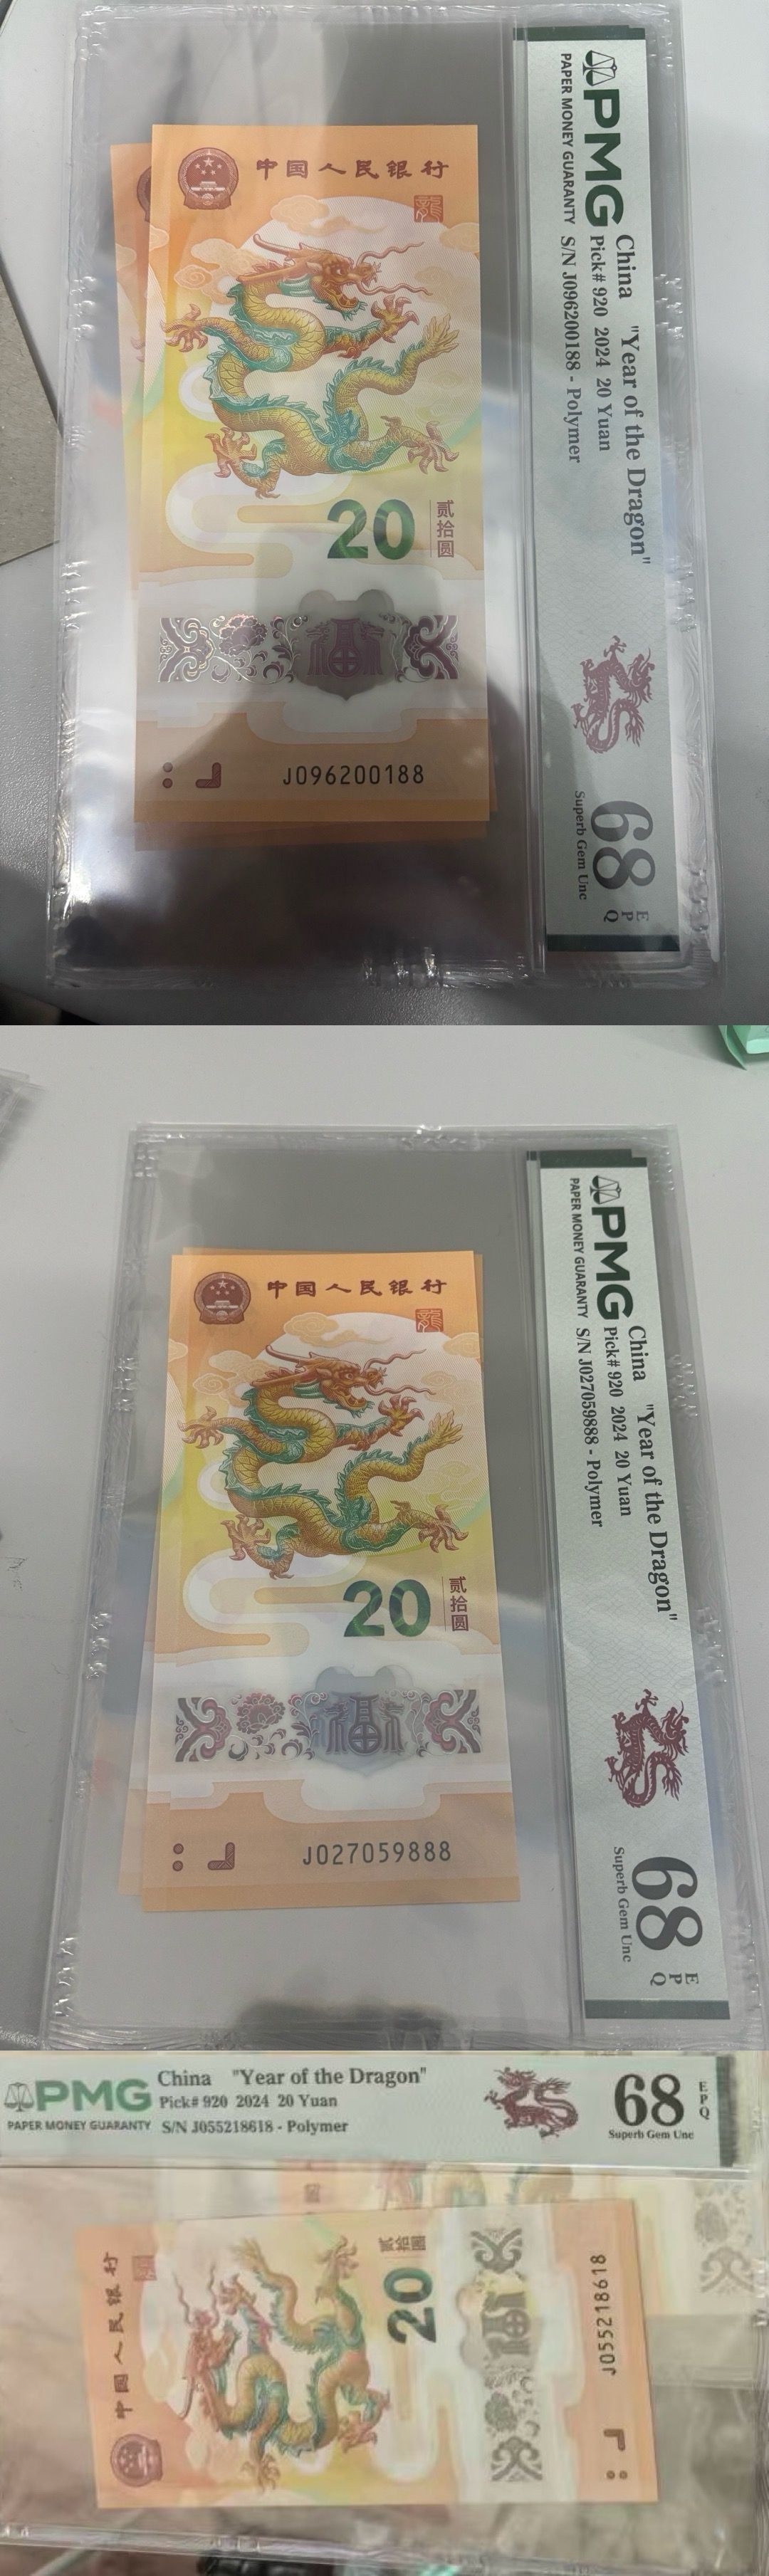 PMG
PAPER MONEY GUARANTY
China "Year of the Dragon"
Pick# 920 2024 20 Yuan
S/N J096200188 - Polymer
68
EPQ
Superb Gem Unc
中国人民银行
20
贰拾圆
J096200188
PMG
PAPER MONEY GUARANTY
China "Year of the Dragon"
Pick# 920 2024 20 Yuan
S/N J027059888 - Polymer
68
EPQ
Superb Gem Unc
中国人民银行
20
贰拾圆
J027059888
PMG
PAPER MONEY GUARANTY
China "Year of the Dragon"
Pick# 920 2024 20 Yuan
S/N J055218618 - Polymer
68
EPQ
Superb Gem Unc
中国人民银行
20
贰拾圆
J055218618